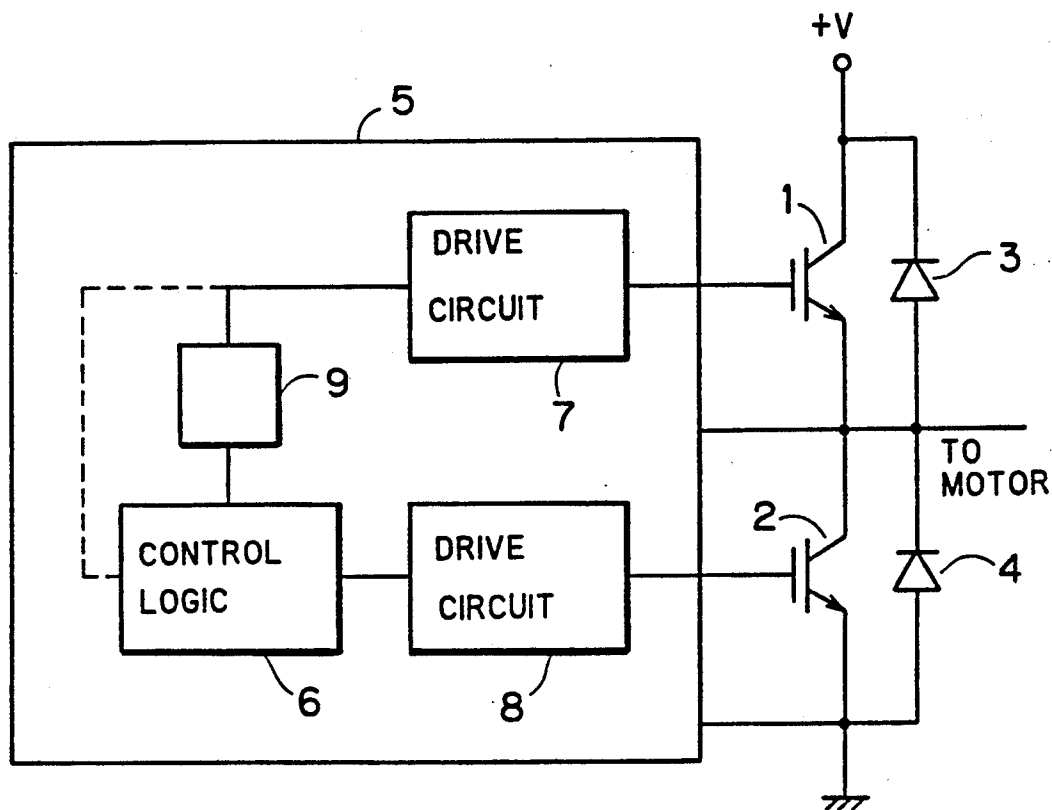 +V
5
1
DRIVE
CIRCUIT
3
9
7
TO
MOTOR
2
CONTROL
LOGIC
DRIVE
CIRCUIT
4
6
8